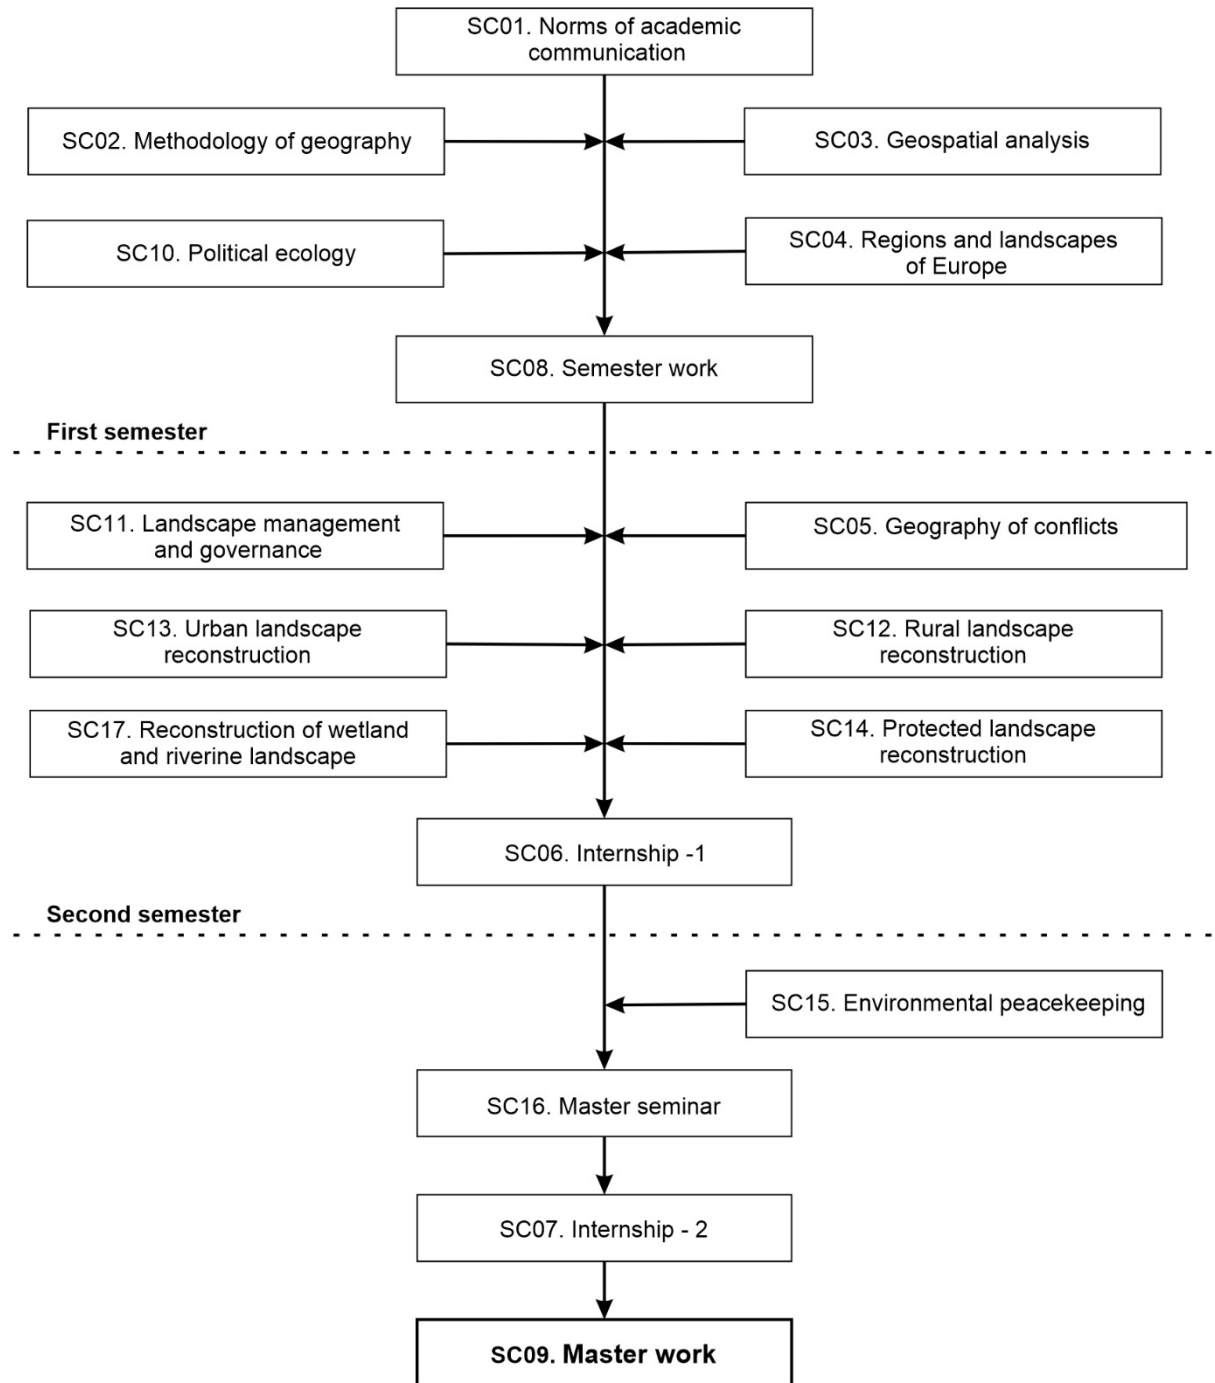 SC01. Norms of academic
communication
SC02. Methodology of geography
SC03. Geospatial analysis
SC10. Political ecology
SC04. Regions and landscapes
of Europe
SC08. Semester work
First semester
SC11. Landscape management
and governance
SC05. Geography of conflicts
SC13. Urban landscape
reconstruction
SC12. Rural landscape
reconstruction
SC17. Reconstruction of wetland
and riverine landscape
SC14. Protected landscape
reconstruction
SC06. Internship -1
Second semester
SC15. Environmental peacekeeping
SC16. Master seminar
SC07. Internship - 2
SC09. Master work